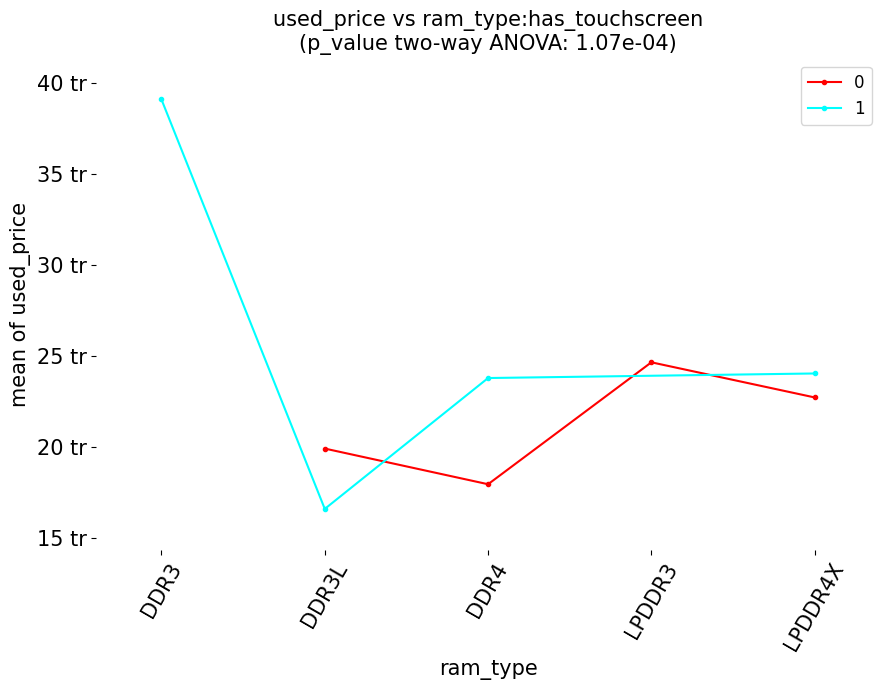 used_price vs ram_type:has_touchscreen
(p_value two-way ANOVA: 1.07e-04)
0
1
40 tr
35 tr
30 tr
25 tr
20 tr
15 tr
mean of used_price
DDR3
DDR3L
DDR4
LPDDR3
LPDDR4X
ram_type